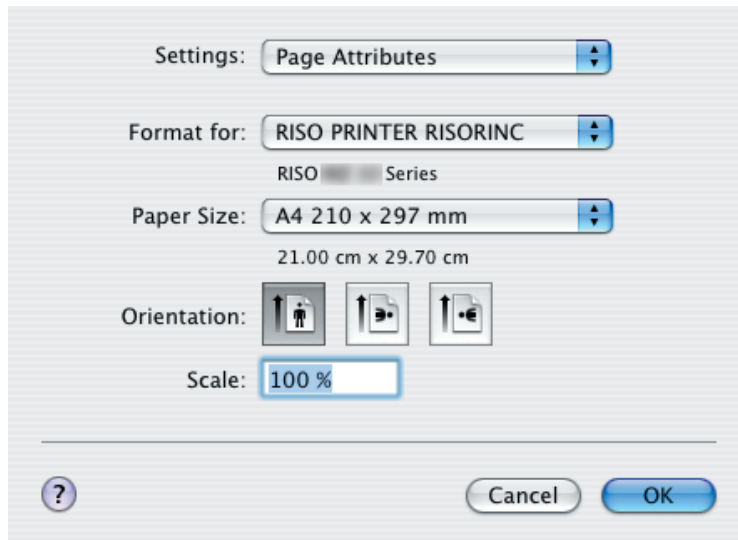 Settings: Page Attributes
Format for: RISO PRINTER RISORINC
RISO Series
Paper Size: A4 210 x 297 mm
21.00 cm x 29.70 cm
Orientation:
Scale: 100 %
? Cancel OK